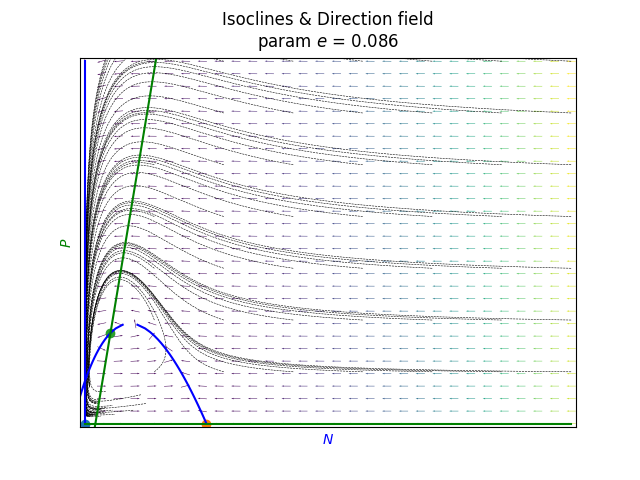 Isoclines & Direction field
param e = 0.086
P
N